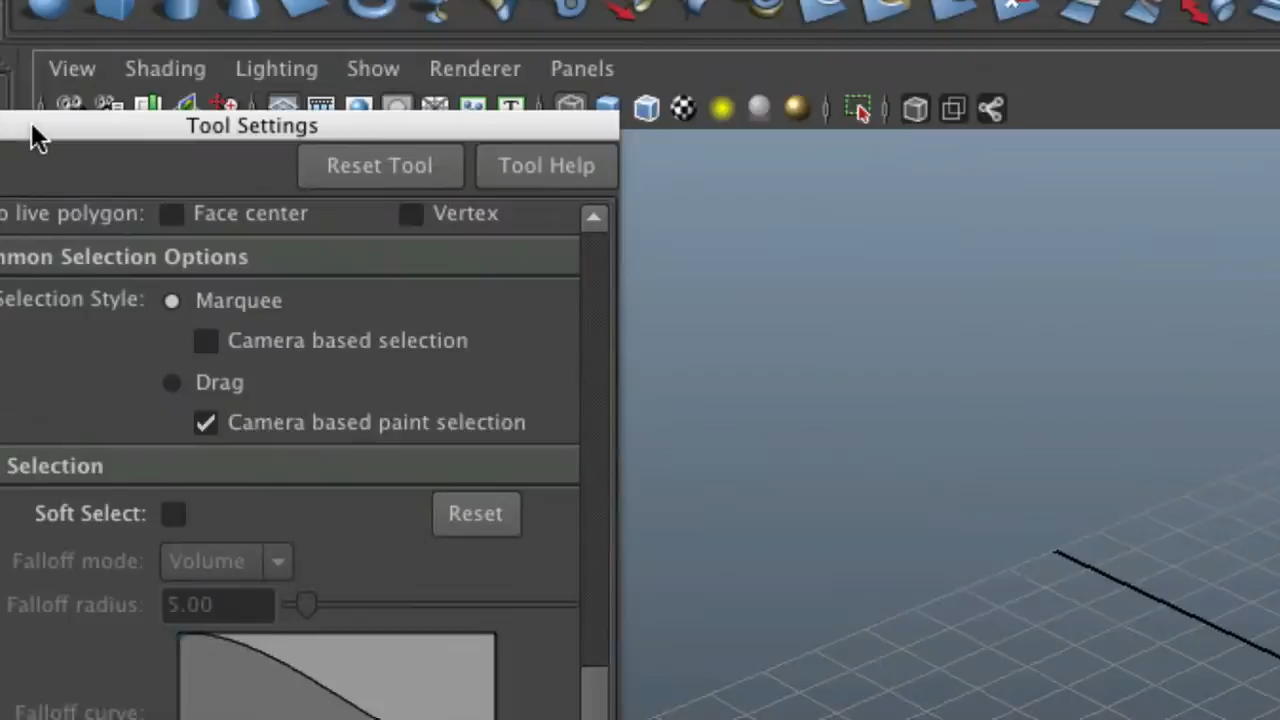 View Shading Lighting Show Renderer Panels
Tool Settings
Reset Tool Tool Help
o live polygon: Face center Vertex
mmon Selection Options
Selection Style: Marquee
Camera based selection
Drag
Camera based paint selection
Selection
Soft Select: Reset
Falloff mode: Volume
Falloff radius: 5.00
Falloff curve: